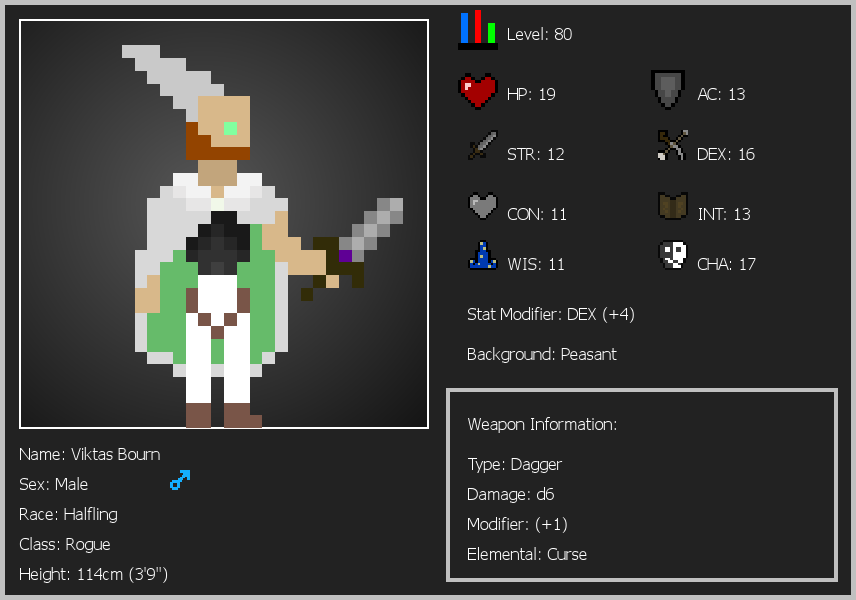 Level: 80
HP: 19
AC: 13
STR: 12
DEX: 16
CON: 11
INT: 13
WIS: 11
CHA: 17
Stat Modifier: DEX (+4)
Background: Peasant
Weapon Information:
Type: Dagger
Damage: d6
Modifier: (+1)
Elemental: Curse
Name: Viktas Bourn
Sex: Male
Race: Halfling
Class: Rogue
Height: 114cm (3'9")